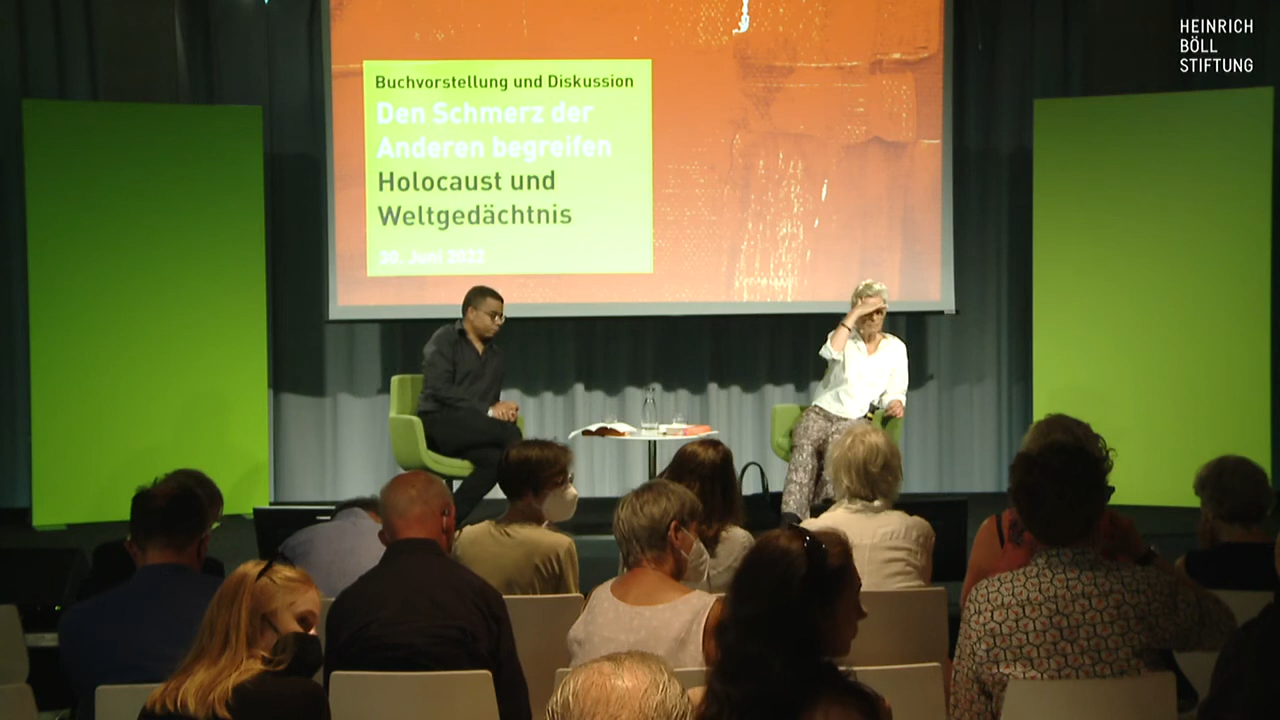 HEINRICH
BÖLL
STIFTUNG
Buchvorstellung und Diskussion
Den Schmerz der
Anderen begreifen
Holocaust und
Weltgedächtnis
30. Juni 2022